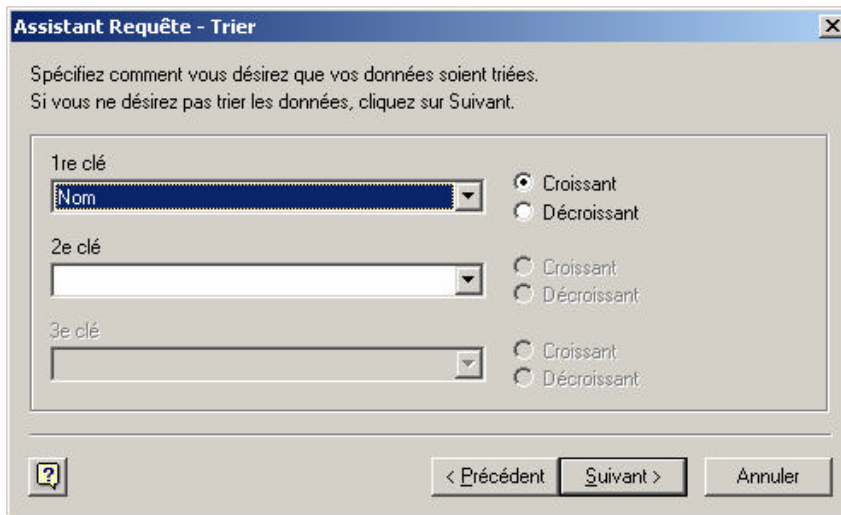 Assistant Requête - Trier
Spécifiez comment vous désirez que vos données soient triées.
Si vous ne désirez pas trier les données, cliquez sur Suivant.
1re clé
Nom
Croissant
Décroissant
2e clé
Croissant
Décroissant
3e clé
Croissant
Décroissant
? < Précédent Suivant > Annuler